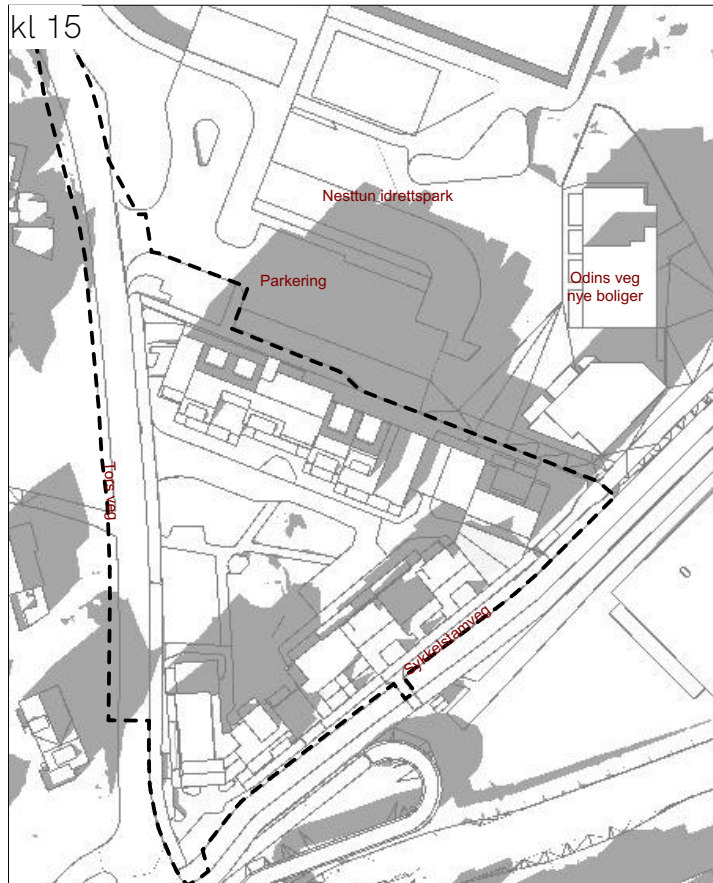 kl 15
Nesttun idrettspark
Parkering
Odins veg
nye boliger
Tors veg
Sykkelstamveg